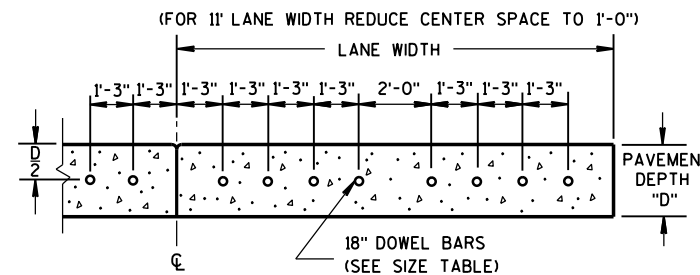 (FOR 11' LANE WIDTH REDUCE CENTER SPACE TO 1'-0")
LANE WIDTH
1'-3" 1'-3" 1'-3" 1'-3" 1'-3" 1'-3" 2'-0" 1'-3" 1'-3" 1'-3"
D
2
PAVEMEN
DEPTH
"D"
18" DOWEL BARS
(SEE SIZE TABLE)
℄